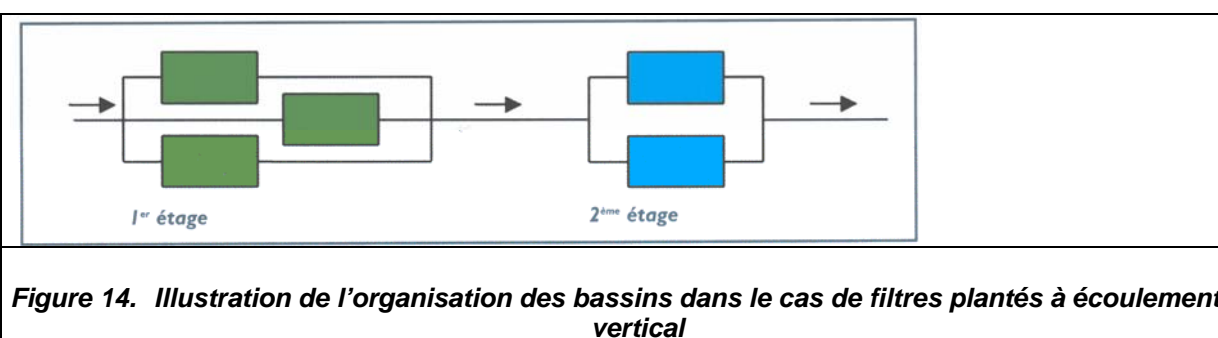 1er étage
2ème étage
Figure 14. Illustration de l'organisation des bassins dans le cas de filtres plantés à écoulement
vertical